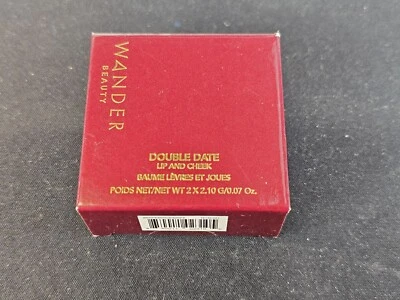 WANDER
BEAUTY
DOUBLE DATE
LIP AND CHEEK
BAUME LÈVRES ET JOUES
POIDS NET/NET WT 2 X 2.10 G/0.07 Oz.